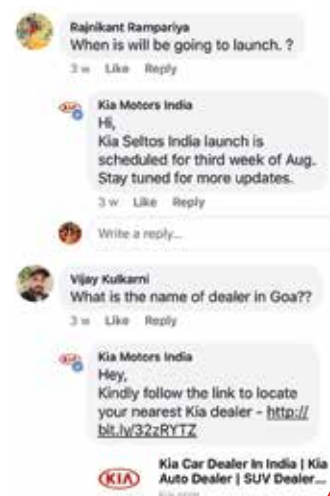 Rajnikant Rampariya
When is will be going to launch. ?
3 w Like Reply
Kia Motors India
Hi,
Kia Seltos India launch is
scheduled for third week of Aug.
Stay tuned for more updates.
3 w Like Reply
Write a reply...
Vijay Kulkarni
What is the name of dealer in Goa??
3 w Like Reply
Kia Motors India
Hey,
Kindly follow the link to locate
your nearest Kia dealer - http://
bit.ly/32zRYTZ
KIA
Kia Car Dealer In India | Kia
Auto Dealer | SUV Dealer...